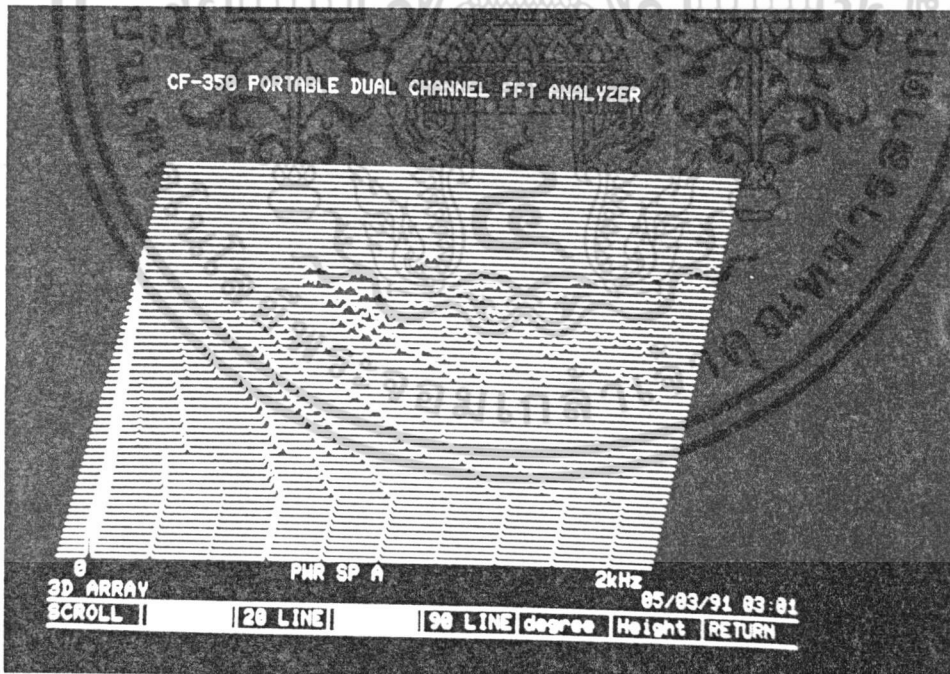 CF-350 PORTABLE DUAL CHANNEL FFT ANALYZER
0 PWR SP A 2kHz
3D ARRAY 05/03/91 03:01
SCROLL 20 LINE 90 LINE degree Height RETURN